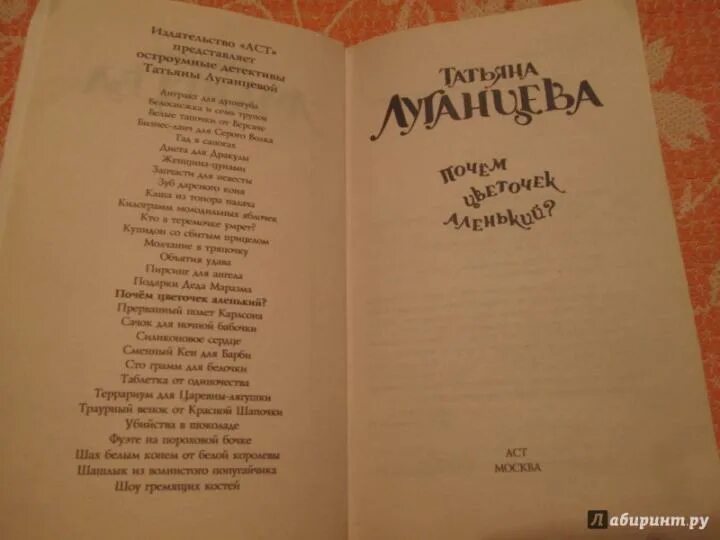 Издательство «АСТ»
представляет
остроумные детективы
Татьяны Луганцевой
Антракт для душегуба
Белоснежка и семь трупов
Белые тапочки от Версаче
Бизнес-ланч для Серого Волка
Гад в сапогах
Диета для Дракулы
Женщина-цунами
Запчасти для невесты
Зуб дареного коня
Каша из топора палача
Килограмм молодильных яблочек
Кто в теремочке умрет?
Купидон со сбитым прицелом
Молчание в тряпочку
Объятия удава
Пирсинг для ангела
Подарки Деда Маразма
Почём цветочек аленький?
Прерванный полет Карлсона
Сачок для ночной бабочки
Силиконовое сердце
Сменный Кен для Барби
Сто грамм для белочки
Таблетка от одиночества
Террариум для Царевны-лягушки
Траурный венок от Красной Шапочки
Убийства в шоколаде
Фуэте на пороховой бочке
Шах белым конем от белой королевы
Шашлык из волнистого попугайчика
Шоу гремящих костей
Татьяна
Луганцева
Почём
цветочек
аленький?
АСТ
МОСКВА
Лабиринт.ру